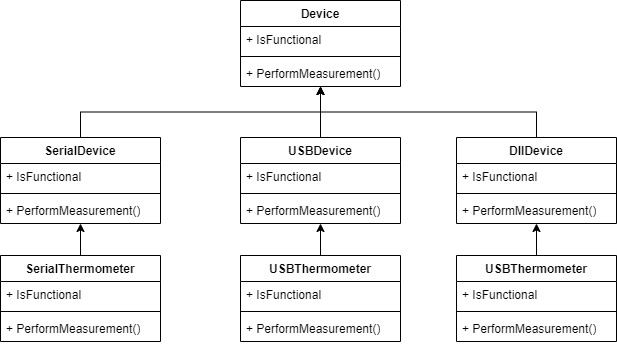 Device
+ IsFunctional
+ PerformMeasurement()
SerialDevice
+ IsFunctional
+ PerformMeasurement()
USBDevice
+ IsFunctional
+ PerformMeasurement()
DllDevice
+ IsFunctional
+ PerformMeasurement()
SerialThermometer
+ IsFunctional
+ PerformMeasurement()
USBThermometer
+ IsFunctional
+ PerformMeasurement()
USBThermometer
+ IsFunctional
+ PerformMeasurement()